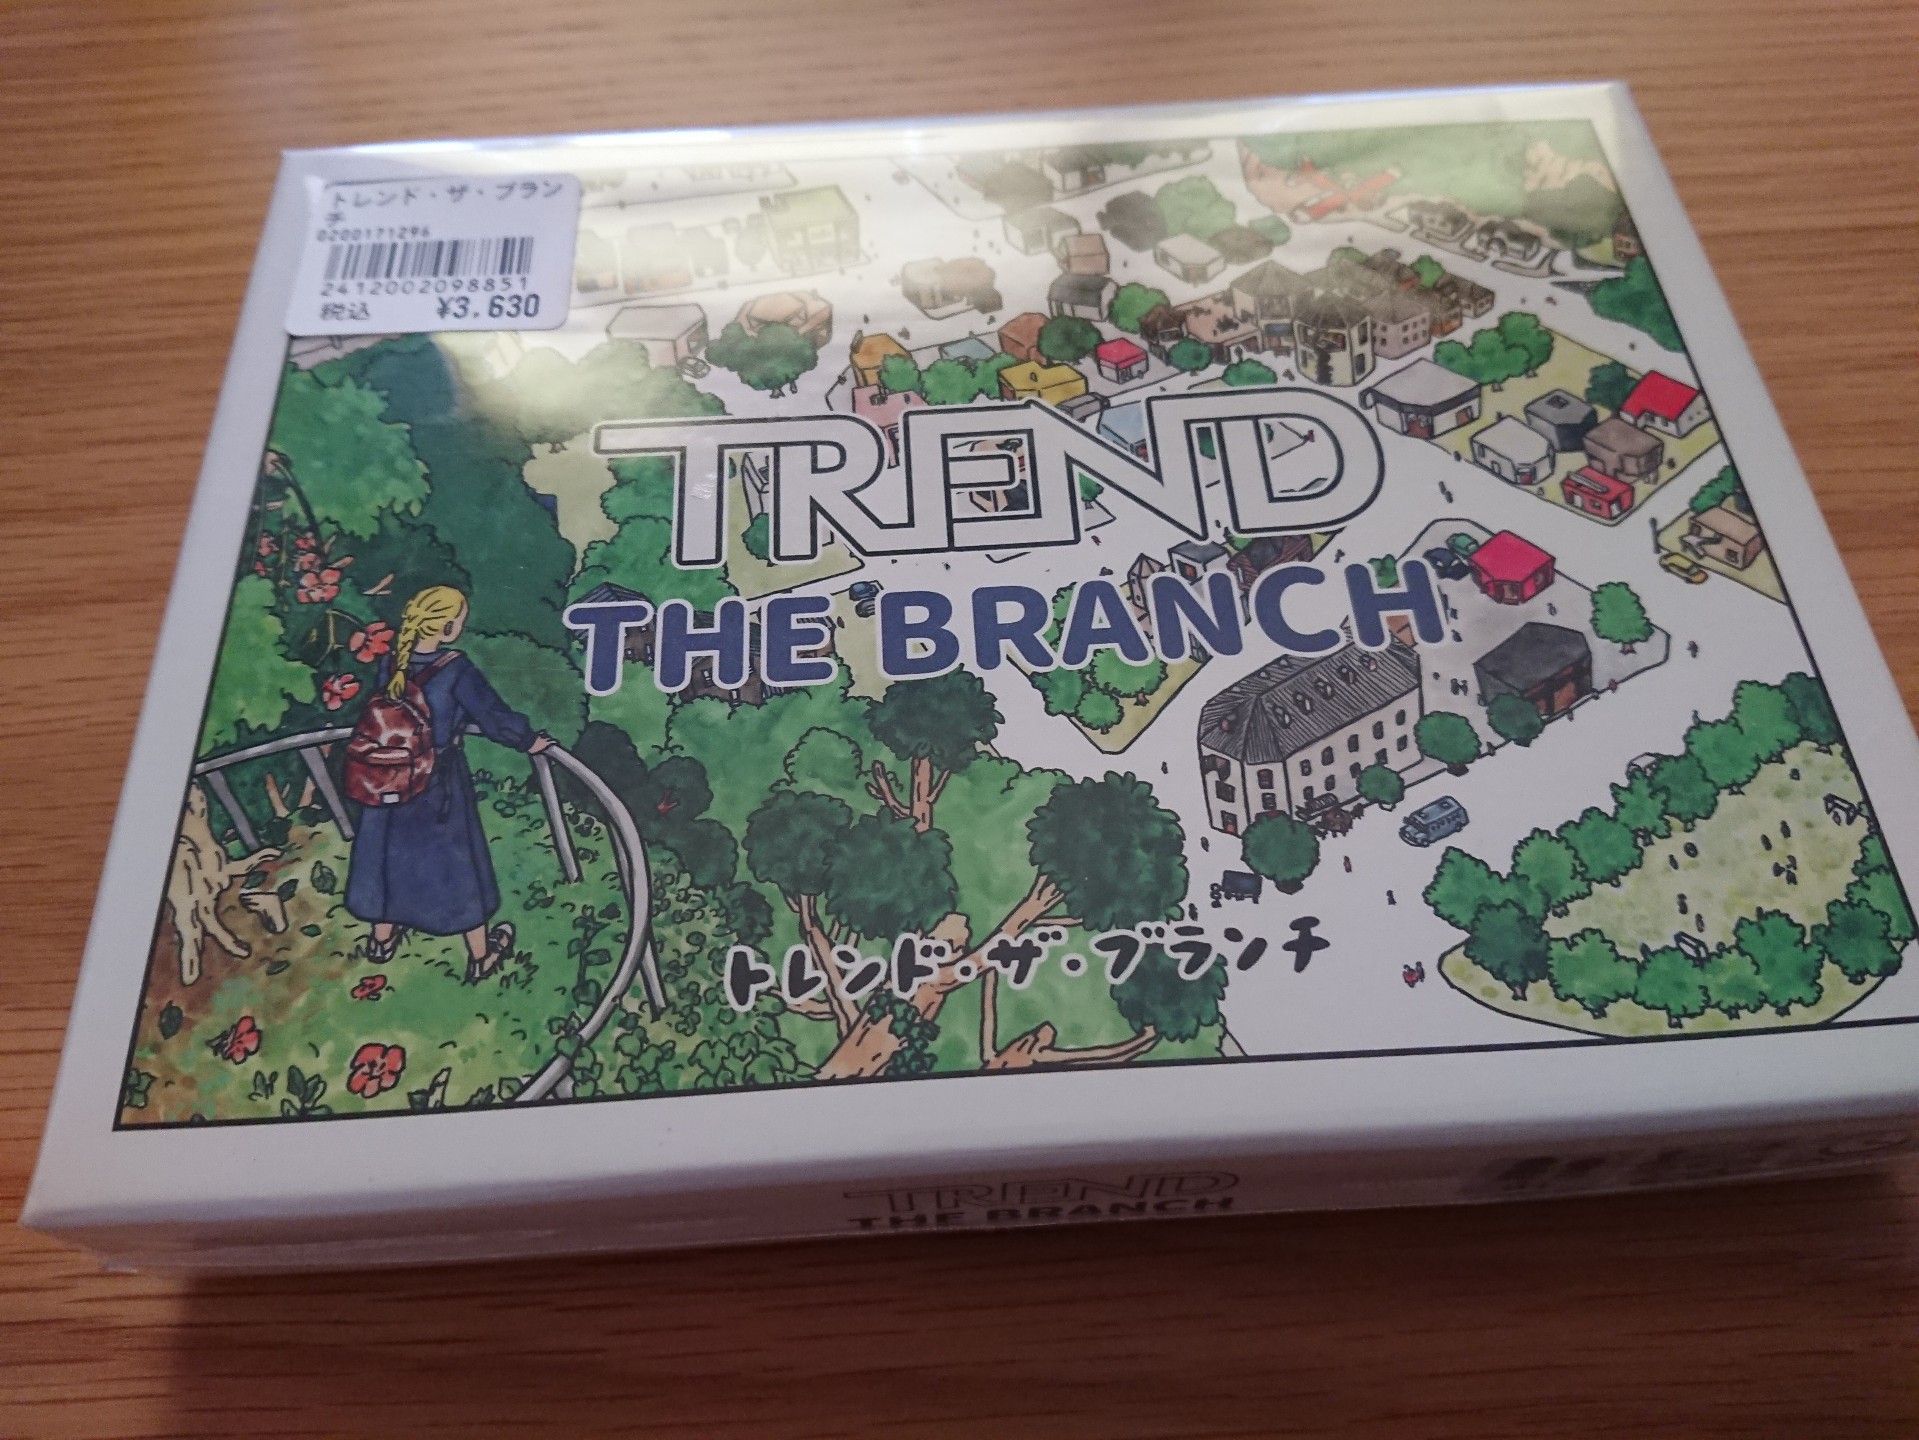 トレンド・ザ・ブラン
チ
0200171296
2412002098851
税込 ¥3,630
TREND
THE BRANCH
トレンド・ザ・ブランチ
TREND
THE BRANCH